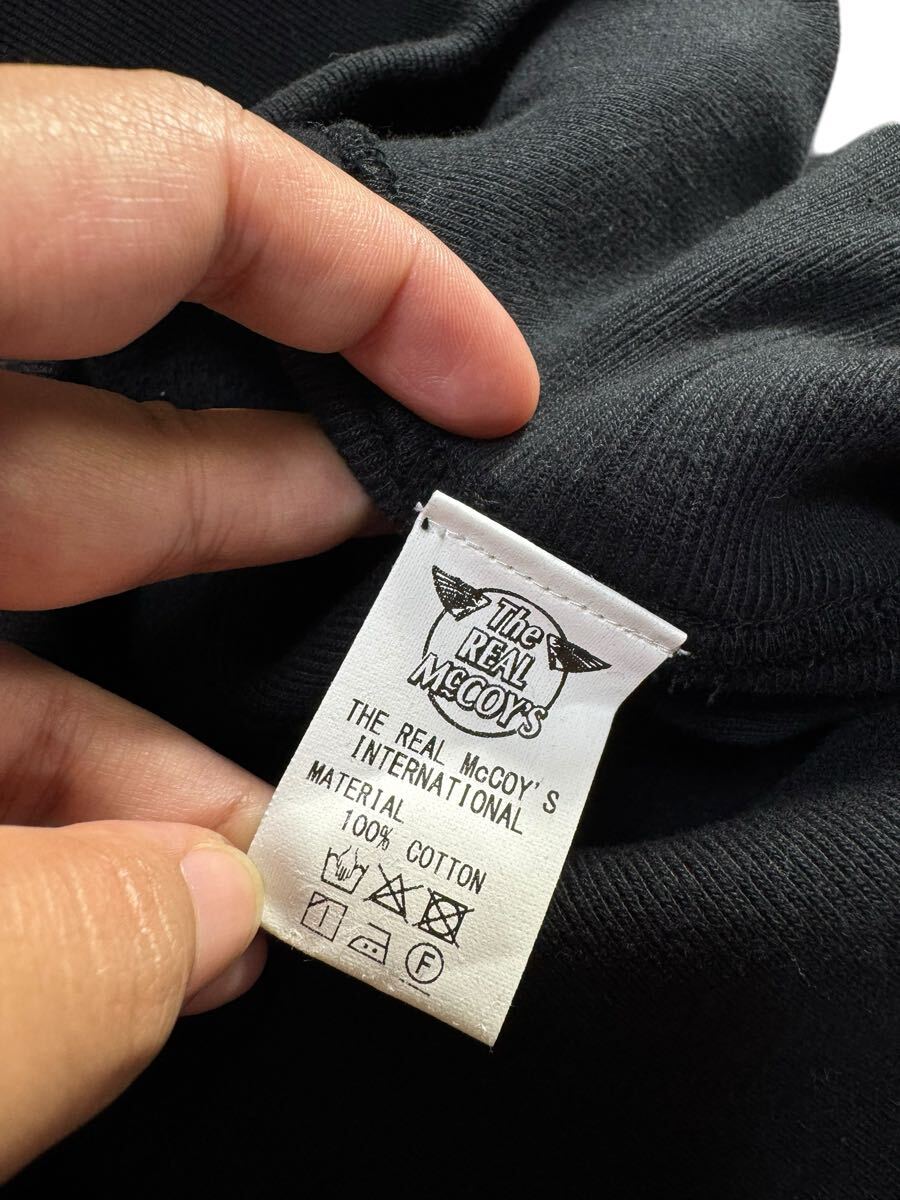 The
REAL
McCOY'S
THE REAL McCOY'S
INTERNATIONAL
MATERIAL
100% COTTON
F